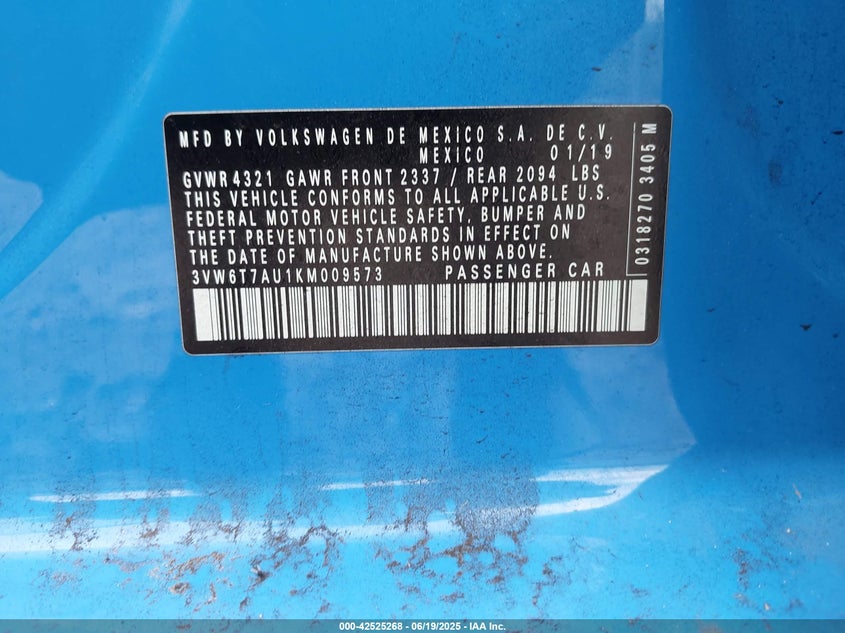 MFD BY VOLKSWAGEN DE MEXICO S.A. DE C.V.
MEXICO 01/19
GVWR 4321 GAWR FRONT 2337 / REAR 2094 LBS
THIS VEHICLE CONFORMS TO ALL APPLICABLE U.S.
FEDERAL MOTOR VEHICLE SAFETY, BUMPER AND
THEFT PREVENTION STANDARDS IN EFFECT ON
THE DATE OF MANUFACTURE SHOWN ABOVE.
3VW6T7AU1KM009573 PASSENGER CAR
0318270 3405 M
000-42525268 - 06/19/2025 - IAA Inc.